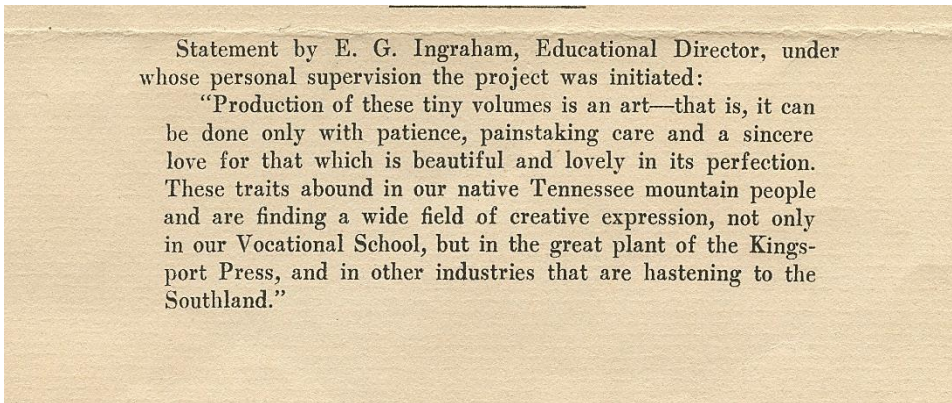 Statement by E. G. Ingraham, Educational Director, under
whose personal supervision the project was initiated:
“Production of these tiny volumes is an art—that is, it can
be done only with patience, painstaking care and a sincere
love for that which is beautiful and lovely in its perfection.
These traits abound in our native Tennessee mountain people
and are finding a wide field of creative expression, not only
in our Vocational School, but in the great plant of the Kings-
port Press, and in other industries that are hastening to the
Southland.”